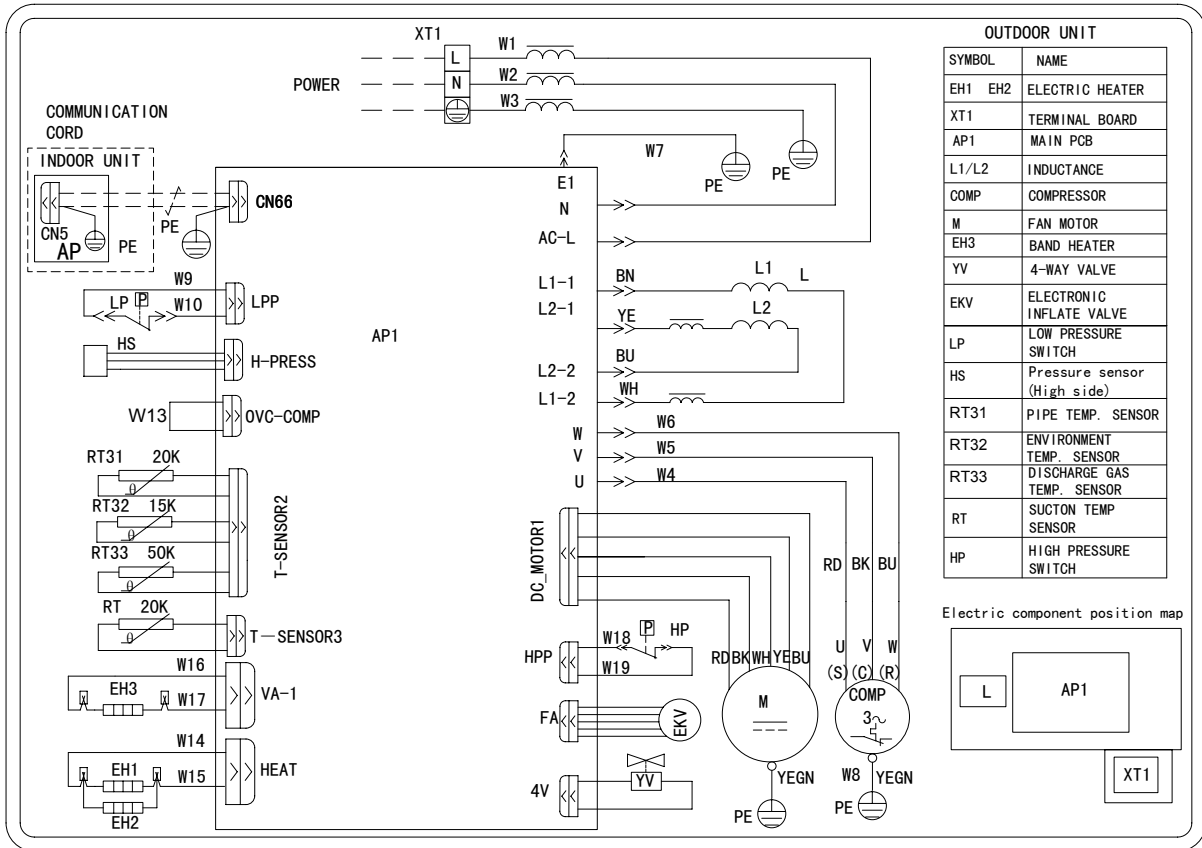 XT1
L
W1
POWER
N
W2
W3
COMMUNICATION
CORD
INDOOR UNIT
CN5
AP
PE
PE
CN66
W7
PE
PE
E1
N
AC-L
L1-1
BN
L1
L
L2-1
YE
L2
L2-2
BU
L1-2
WH
AP1
W9
LP
P
W10
LPP
HS
H-PRESS
W13
OVC-COMP
RT31 20K
θ
RT32 15K
θ
RT33 50K
θ
T-SENSOR2
RT 20K
θ
T-SENSOR3
W16
EH3
W17
VA-1
W14
EH1
W15
HEAT
EH2
W
W6
V
W5
U
W4
DC_MOTOR1
RD BK BU
HPP
W18
P
HP
W19
RD BK WH YE BU
U V W
(S) (C) (R)
M
COMP
3~
FA
EKV
4V
YV
YEGN
W8
YEGN
PE
PE
OUTDOOR UNIT
SYMBOL NAME
EH1 EH2 ELECTRIC HEATER
XT1 TERMINAL BOARD
AP1 MAIN PCB
L1/L2 INDUCTANCE
COMP COMPRESSOR
M FAN MOTOR
EH3 BAND HEATER
YV 4-WAY VALVE
EKV ELECTRONIC
INFLATE VALVE
LP LOW PRESSURE
SWITCH
HS Pressure sensor
(High side)
RT31 PIPE TEMP. SENSOR
RT32 ENVIRONMENT
TEMP. SENSOR
RT33 DISCHARGE GAS
TEMP. SENSOR
RT SUCTON TEMP
SENSOR
HP HIGH PRESSURE
SWITCH
Electric component position map
L
AP1
XT1